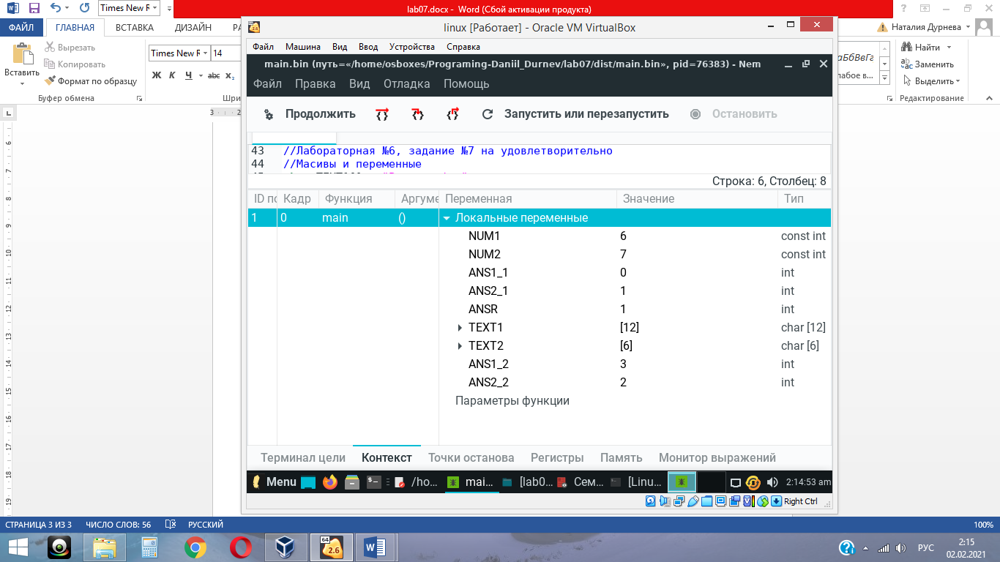 Times New R
lab07.docx - Word (Сбой активации продукта)
ФАЙЛ ГЛАВНАЯ ВСТАВКА ДИЗАЙН
Наталия Дурнева
Вставить
Вырезать
Копировать
Формат по образцу
Буфер обмена
Times New R 14
Ж К Ч abc x₂
Найти
Заменить
Выделить
Редактирование
linux [Работает] - Oracle VM VirtualBox
Файл Машина Вид Ввод Устройства Справка
main.bin (путь=«/home/osboxes/Programing-Daniil_Durnev/lab07/dist/main.bin», pid=76383) - Nem
Файл Правка Вид Отладка Помощь
Продолжить Запустить или перезапустить Остановить
43 //Лабораторная №6, задание №7 на удовлетворительно
44 //Масивы и переменные
Строка: 6, Столбец: 8
ID по Кадр Функция Аргуме Переменная Значение Тип
1 0 main () Локальные переменные
NUM1 6 const int
NUM2 7 const int
ANS1_1 0 int
ANS2_1 1 int
ANSR 1 int
TEXT1 [12] char [12]
TEXT2 [6] char [6]
ANS1_2 3 int
ANS2_2 2 int
Параметры функции
Терминал цели Контекст Точки останова Регистры Память Монитор выражений
Menu /ho... mai... [lab0... Сем... [Linu... 2:14:53 am
Right Ctrl
СТРАНИЦА 3 ИЗ 3 ЧИСЛО СЛОВ: 56 РУССКИЙ 100%
64 2.6
РУС
2:15
02.02.2021